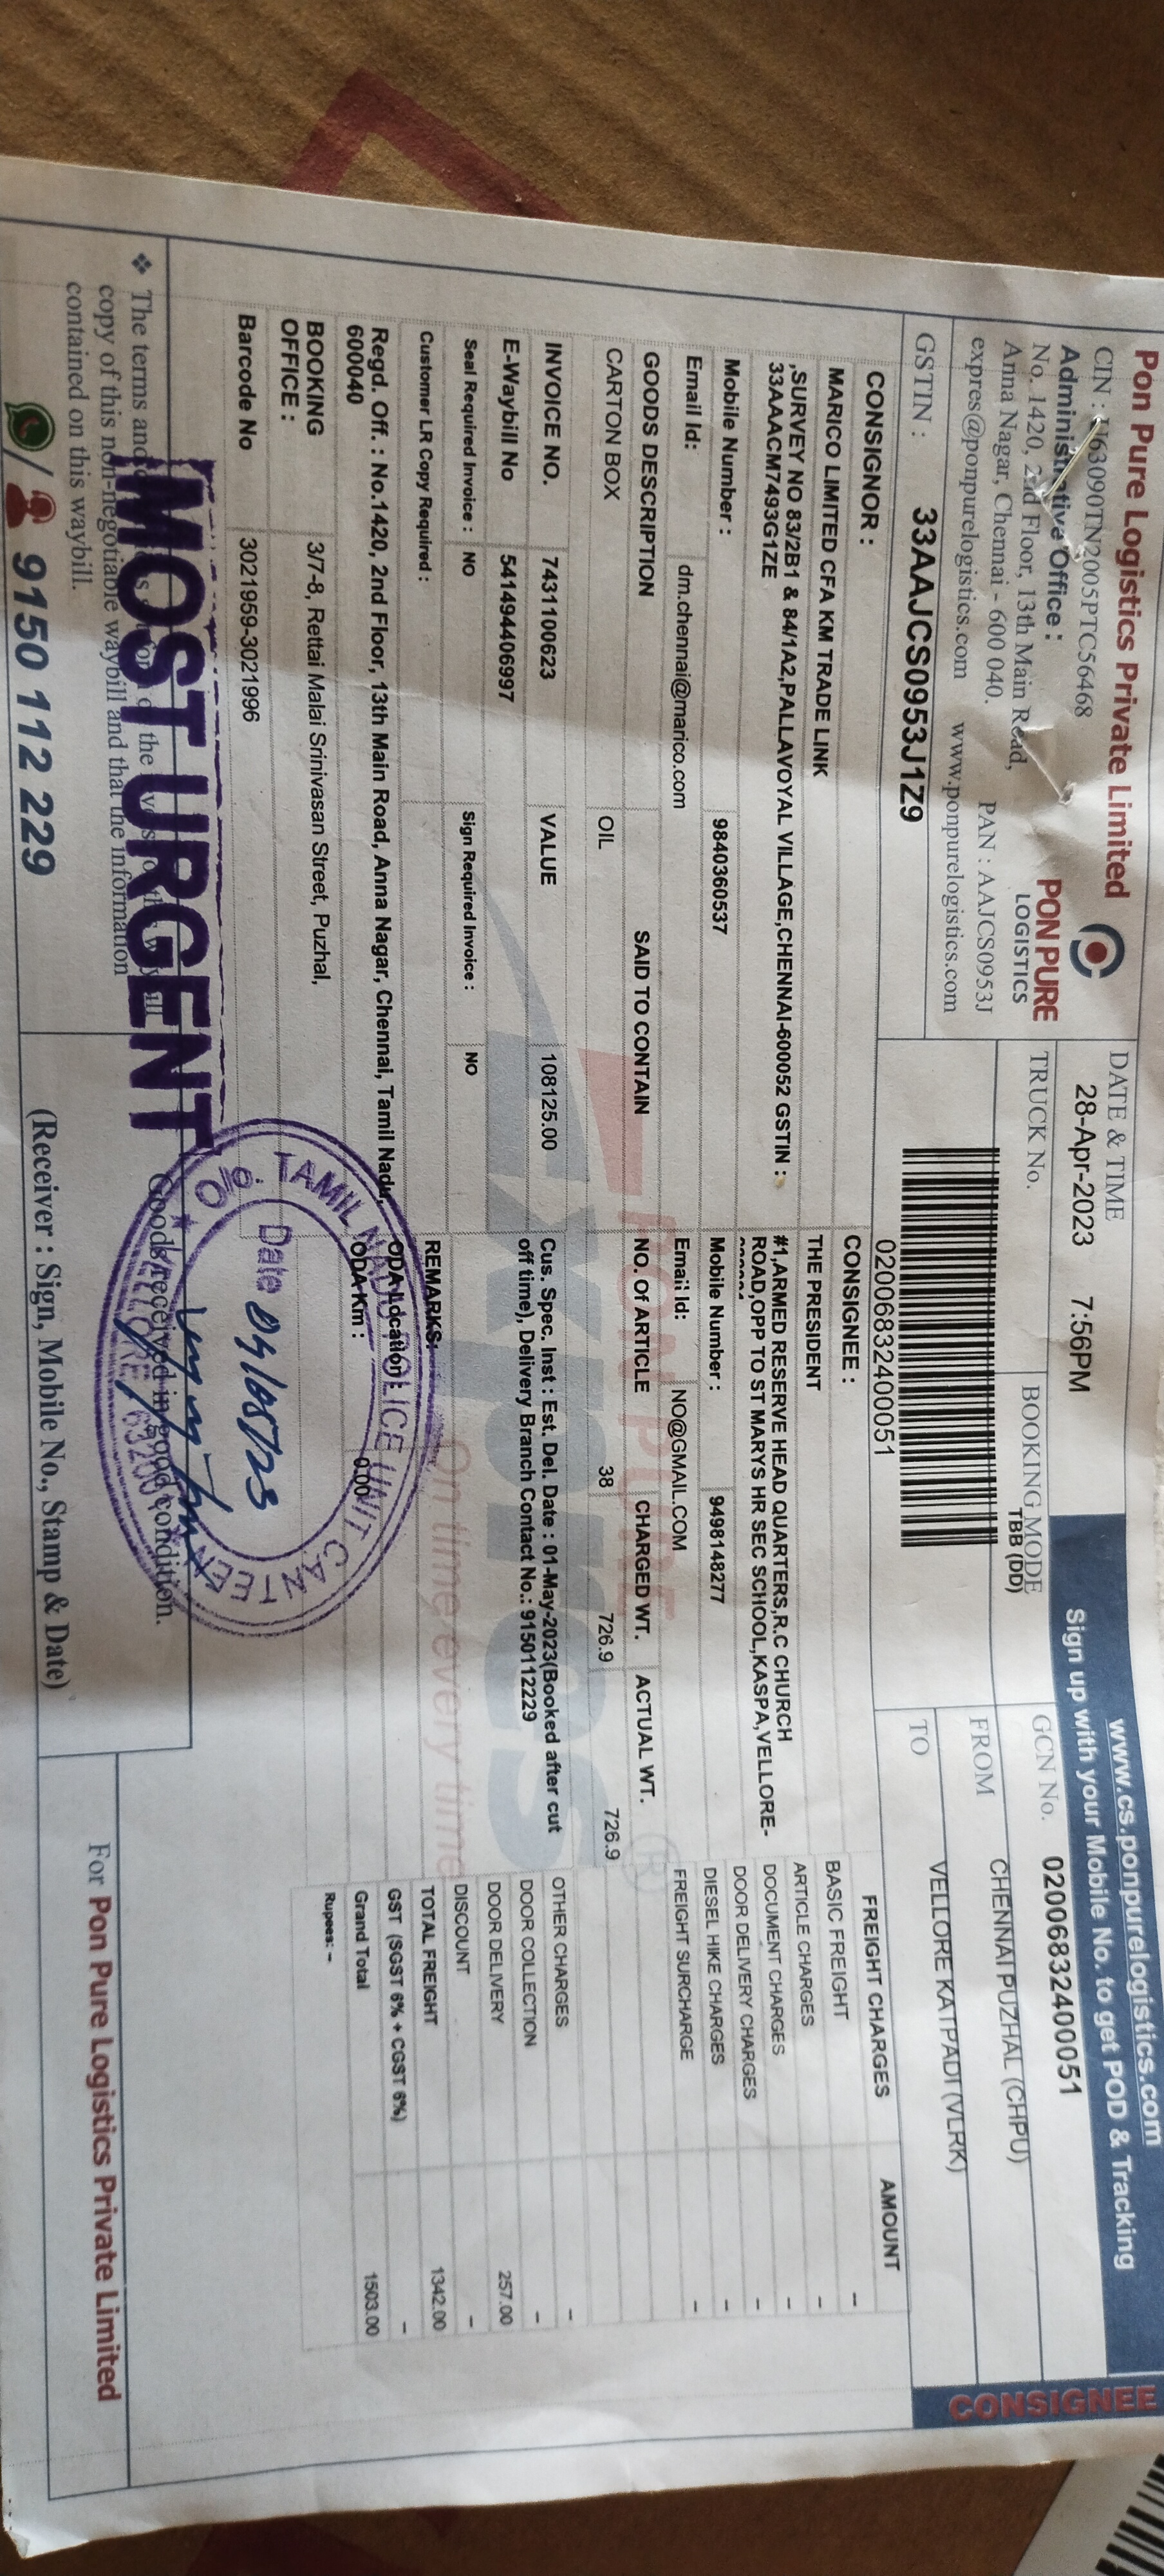 Pon Pure Logistics Private Limited
CIN : U63090TN2005PTC56468
Administrative Office :
No. 1420, 2nd Floor, 13th Main Road,
Anna Nagar, Chennai - 600 040. PAN : AAJCS0953J
expres@ponpurelogistics.com www.ponpurelogistics.com
PON PURE
LOGISTICS
GSTIN : 33AAJCS0953J1Z9
DATE & TIME
28-Apr-2023 7:56PM
TRUCK No.
BOOKING MODE
TBB (DD)
www.cs.ponpurelogistics.com
Sign up with your Mobile No. to get POD & Tracking
GCN No. 0200683240051
FROM CHENNAI PUZHAL (CHPU)
TO VELLORE KATPADI (VLRK)
CONSIGNEE
02006832400051
CONSIGNOR :
MARICO LIMITED CFA KM TRADE LINK
,SURVEY NO 83/2B1 & 84/1A2,PALLAVOYAL VILLAGE,CHENNAI-600052 GSTIN :
33AAACM7493G1ZE
Mobile Number : 9840360537
Email Id: dm.chennai@marico.com
CONSIGNEE :
THE PRESIDENT
#1,ARMED RESERVE HEAD QUARTERS,R.C CHURCH
ROAD,OPP TO ST MARYS HR SEC SCHOOL,KASPA,VELLORE-
Mobile Number : 9498148277
Email Id: NO@GMAIL.COM
GOODS DESCRIPTION SAID TO CONTAIN NO. Of ARTICLE CHARGED WT. ACTUAL WT.
CARTON BOX OIL 38 726.9 726.9
INVOICE NO. 7431100623 VALUE 108125.00
E-Waybill No 541494406997
Cus. Spec. Inst : Est. Del. Date : 01-May-2023(Booked after cut
off time), Delivery Branch Contact No.: 9150112229
Seal Required Invoice : NO Sign Required Invoice : NO
Customer LR Copy Required :
REMARKS:
Regd. Off. : No.1420, 2nd Floor, 13th Main Road, Anna Nagar, Chennai, Tamil Nadu,
600040
ODA Location :
ODA Km : 0.00
BOOKING
OFFICE : 3/7-8, Rettai Malai Srinivasan Street, Puzhal,
Barcode No 3021959-3021996
FREIGHT CHARGES AMOUNT
BASIC FREIGHT -
ARTICLE CHARGES -
DOCUMENT CHARGES -
DOOR DELIVERY CHARGES -
DIESEL HIKE CHARGES -
FREIGHT SURCHARGE -
OTHER CHARGES -
DOOR COLLECTION -
DOOR DELIVERY 257.00
DISCOUNT -
TOTAL FREIGHT 1342.00
GST (SGST 6% + CGST 6%) -
Grand Total 1503.00
Rupees: -
PON PURE
Expres
On time every time
®
MOST URGENT
❖ The terms and the
copy of this non-negotiable waybill and that the information
contained on this waybill.
9150 112 229
TAMIL NADU POLICE UNIT CANTEEN
VELLORE
Date 04/05/23
Goods received in good condition.
(Receiver : Sign, Mobile No., Stamp & Date)
For Pon Pure Logistics Private Limited